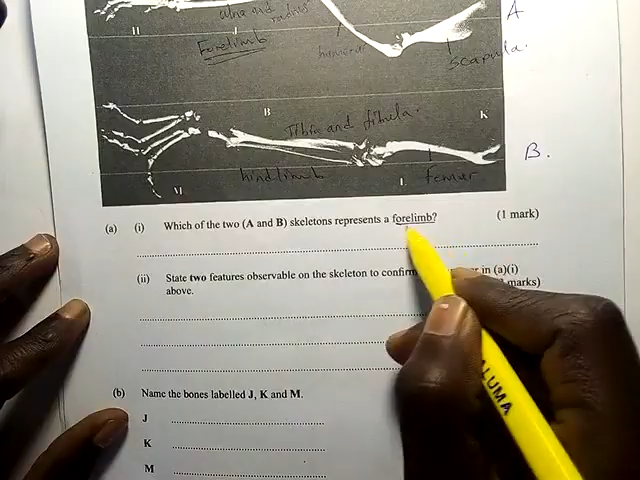 ulna and radius
A
H
J
Forelimb
humerus
scapula.
B
Tibia and fibula.
K
B.
hindlimb
femur
M
L
(a) (i) Which of the two (A and B) skeletons represents a forelimb? (1 mark)
(ii) State two features observable on the skeleton to confirm in (a)(i)
above. marks)
(b) Name the bones labelled J, K and M.
J
K
M
ALUMA